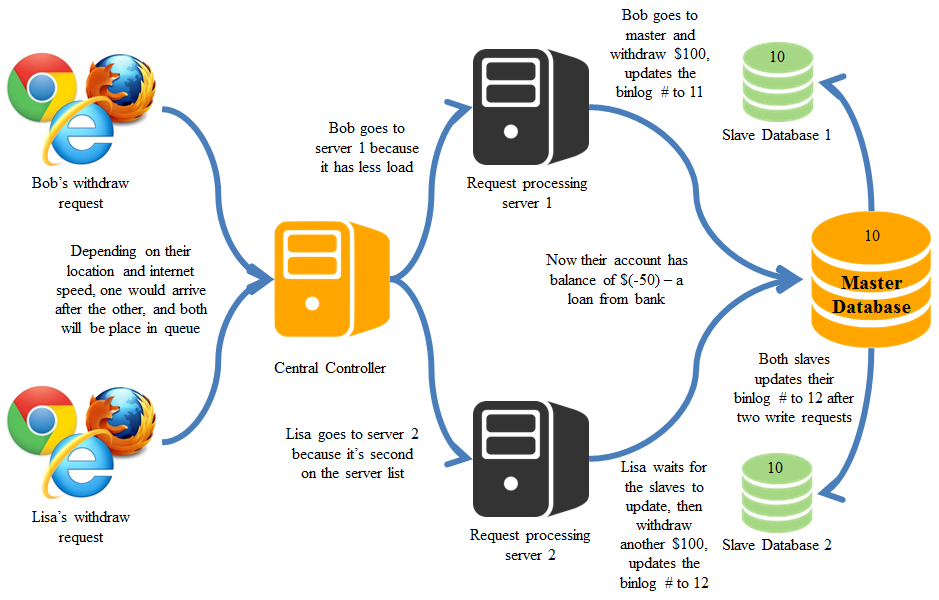 Bob's withdraw
request
Depending on their
location and internet
speed, one would arrive
after the other, and both
will be place in queue
Lisa's withdraw
request
Central Controller
Bob goes to
server 1 because
it has less load
Lisa goes to server 2
because it's second
on the server list
Request processing
server 1
Request processing
server 2
Bob goes to
master and
withdraw $100,
updates the
binlog # to 11
Now their account has
balance of $(-50) – a
loan from bank
Lisa waits for
the slaves to
update, then
withdraw
another $100,
updates the
binlog # to 12
10
Slave Database 1
10
Master
Database
Both slaves
updates their
binlog # to 12 after
two write requests
10
Slave Database 2